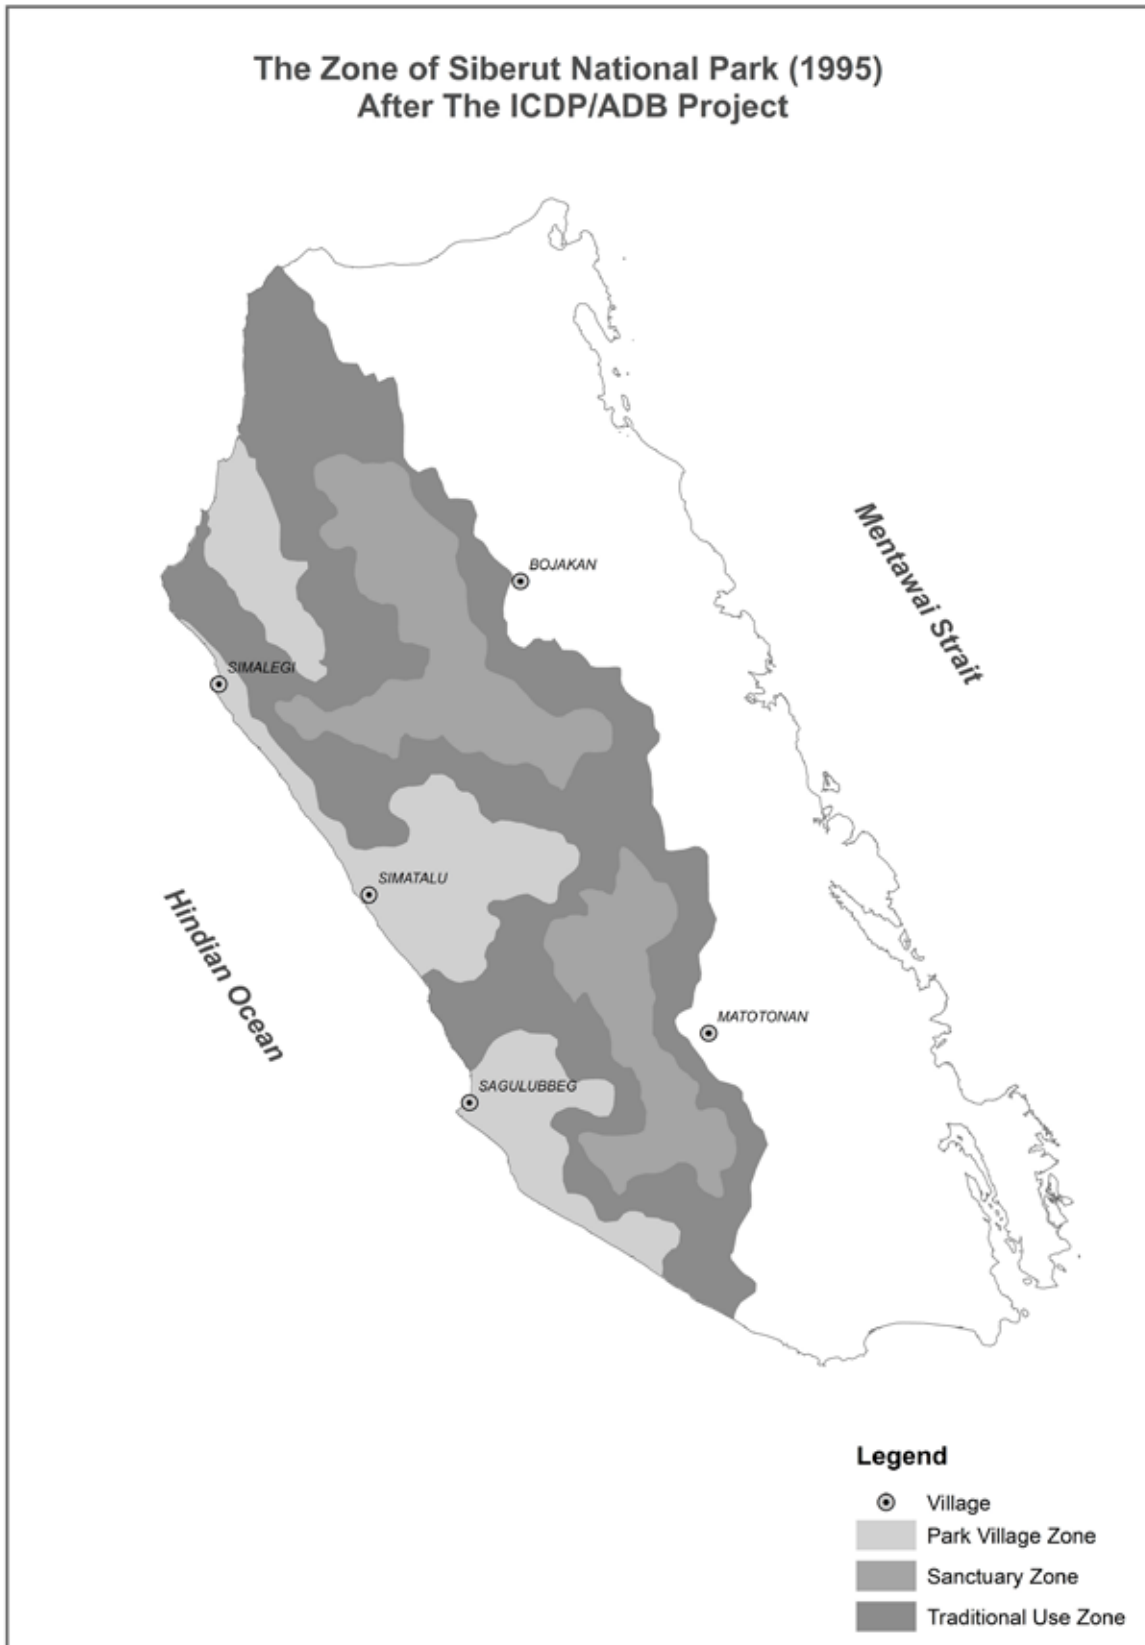 The Zone of Siberut National Park (1995)
After The ICDP/ADB Project
BOJAKAN
Mentawai Strait
SIMALEGI
SIMATALU
Hindian Ocean
MATOTONAN
SAGULUBBEG
Legend
Village
Park Village Zone
Sanctuary Zone
Traditional Use Zone